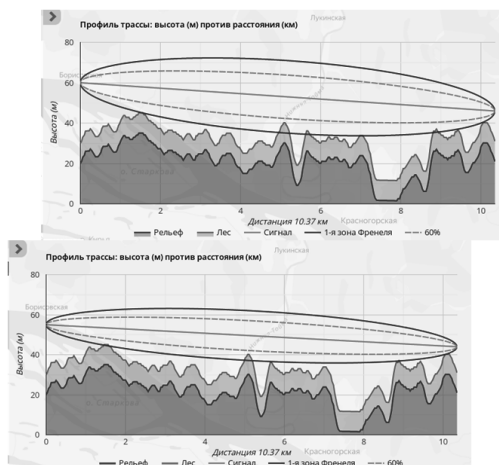 Лукинская
Профиль трассы: высота (м) против расстояния (км)
80
60
40
20
0
Высота (м)
0 2 4 6 8 10
Дистанция 10.37 км
Красногорская
Рельеф Лес Сигнал 1-я зона Френеля 60%
Лукинская
Профиль трассы: высота (м) против расстояния (км)
80
Борисовская
60
40
20
0
Высота (м)
0 2 4 6 8 10
Дистанция 10.37 км
Красногорская
Рельеф Лес Сигнал 1-я зона Френеля 60%